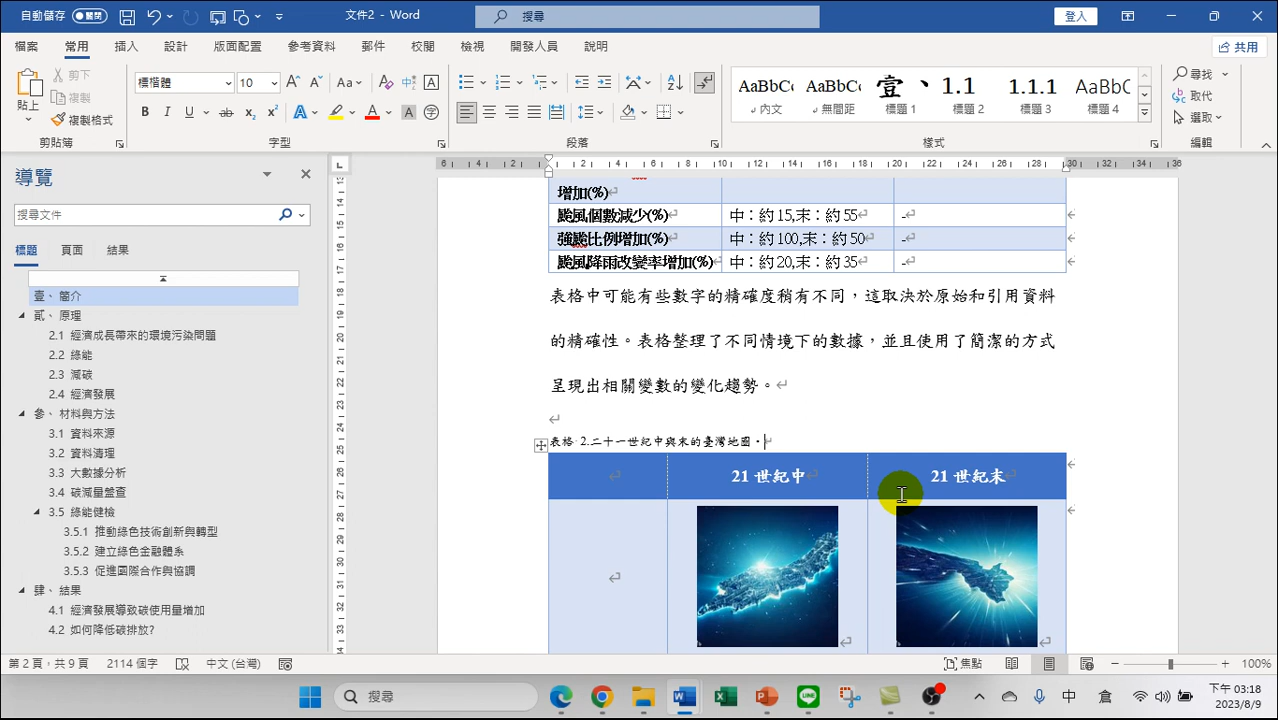 自動儲存 關閉 文件2 - Word 搜尋 登入
檔案 常用 插入 設計 版面配置 參考資料 郵件 校閱 檢視 開發人員 說明 共用
貼上 剪下 複製 複製格式
標楷體 10 Aa
AaBbCc AaBbCc 壹、 1.1 1.1.1 AaBbC
內文 無間距 標題 1 標題 2 標題 3 標題 4
尋找 取代 選取
剪貼簿 字型 段落 樣式 編輯
導覽
搜尋文件
標題 頁面 結果
壹、 簡介
貳、 原理
2.1 經濟成長帶來的環境污染問題
2.2 綠能
2.3 減碳
2.4 經濟發展
參、 材料與方法
3.1 資料來源
3.2 資料清理
3.3 大數據分析
3.4 碳減量盤查
3.5 綠能健檢
3.5.1 推動綠色技術創新與轉型
3.5.2 建立綠色金融體系
3.5.3 促進國際合作與協調
肆、 結果
4.1 經濟發展導致碳使用量增加
4.2 如何降低碳排放?
增加(%)
颱風個數減少(%) 中：約 15,末：約 55 -
強颱比例增加(%) 中：約 100,末：約 50 -
颱風降雨改變率增加(%) 中：約 20,末：約 35 -
表格中可能有些數字的精確度稍有不同，這取決於原始和引用資料
的精確性。表格整理了不同情境下的數據，並且使用了簡潔的方式
呈現出相關變數的變化趨勢。
表格 2.二十一世紀中與末的臺灣地圖。
21 世紀中 21 世紀末
第 2 頁，共 9 頁 2114 個字 中文 (台灣) 焦點 100%
搜尋 中 下午 03:18
2023/8/9